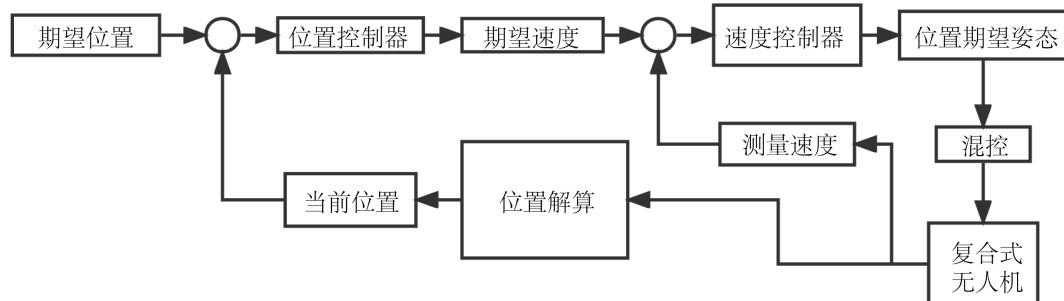 期望位置
位置控制器
期望速度
速度控制器
位置期望姿态
测量速度
混控
当前位置
位置解算
复合式
无人机